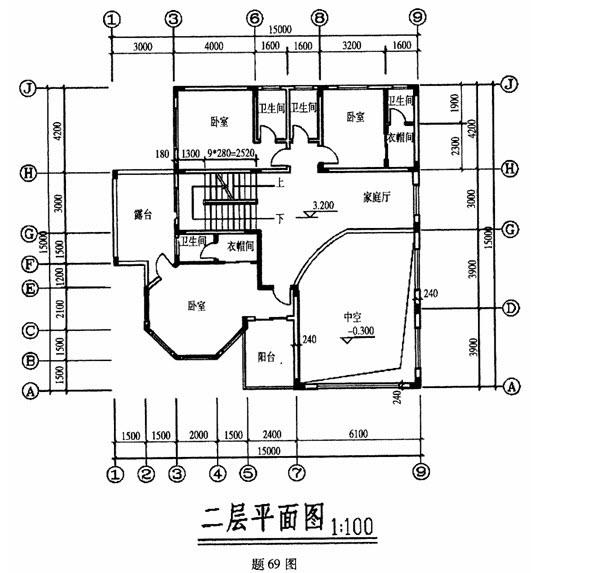 ① ③ ⑥ ⑧ ⑨
15000
3000 4000 1600 1600 3200 1600
J J
卫生间 卫生间 卫生间
卧室 卧室
1900
4200 4200
衣帽间
2300
180 1300 9*280=2520
H H
上
家庭厅
露台 3.200
3000 3000
下
G G
卫生间 衣帽间
15000 1500 15000
F
1200
E
卧室 240
3900
2100
中空
D
-0.300
C
240
阳台
1500 3900
B
1500
240
A A
1500 1500 2000 1500 2400 6100
15000
① ② ③ ④ ⑤ ⑦ ⑨
二层平面图 1:100
题 69 图